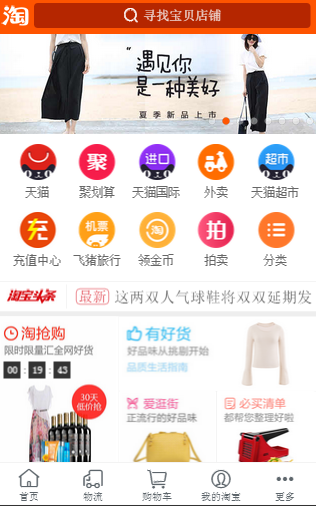 淘
寻找宝贝店铺
“遇见你
是一种美好
夏季新品上市
聚
进口
超市
天猫
聚划算
天猫国际
外卖
天猫超市
充
机票
淘
拍
充值中心
飞猪旅行
领金币
拍卖
分类
淘宝头条
最新
这两双人气球鞋将双双延期发
淘抢购
限时限量汇全网好货
00:19:43
30天
低价抢
有好货
好品味从挑剔开始
品质生活指南
爱逛街
正流行的好品味
必买清单
都帮您整理好啦
首页
物流
购物车
我的淘宝
更多